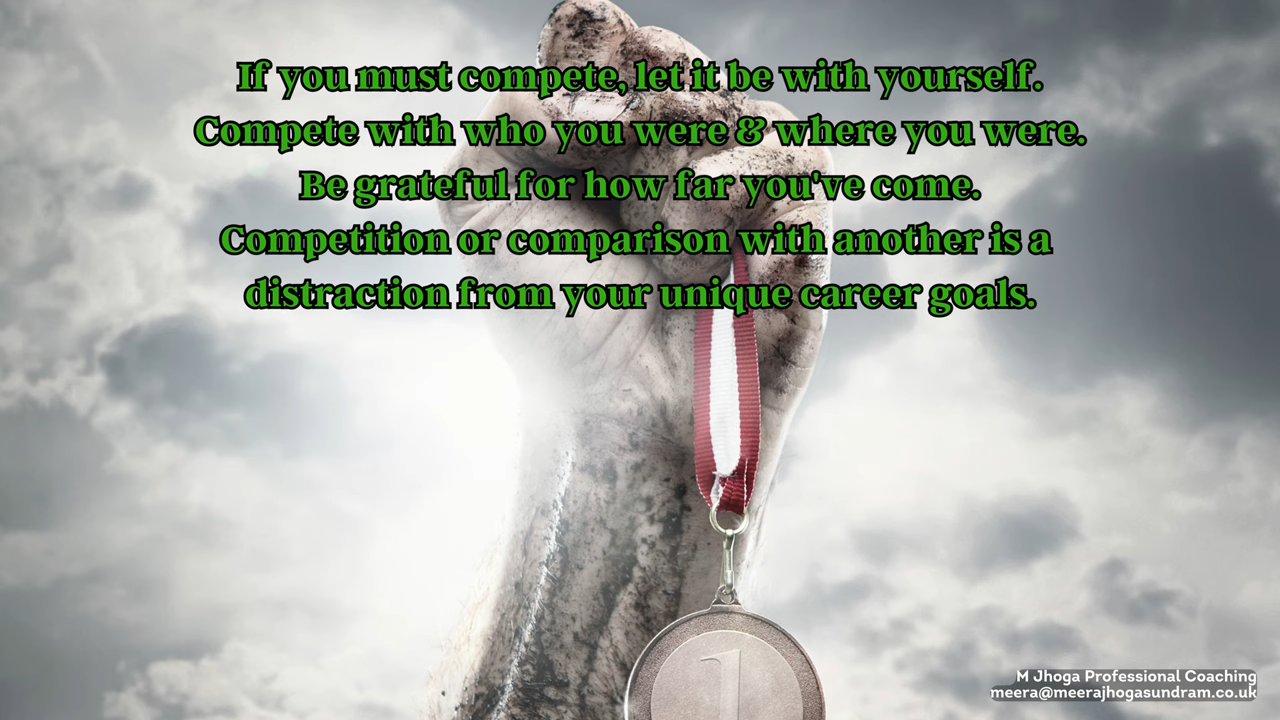 If you must compete, let it be with yourself.
Compete with who you were & where you were.
Be grateful for how far you've come.
Competition or comparison with another is a
distraction from your unique career goals.
1
M Jhoga Professional Coaching
meera@meerajhogasundram.co.uk